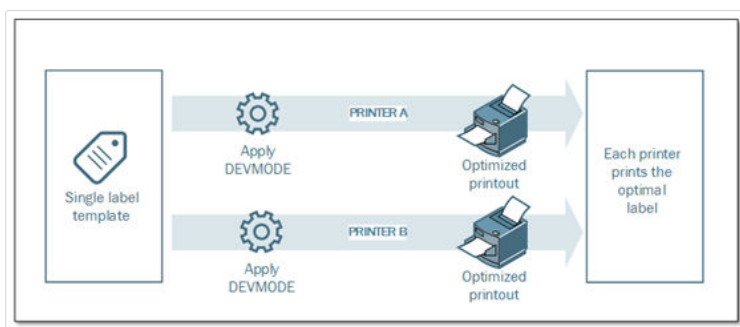 Single label
template
Apply
DEVMODE
PRINTER A
Optimized
printout
Apply
DEVMODE
PRINTER B
Optimized
printout
Each printer
prints the
optimal
label